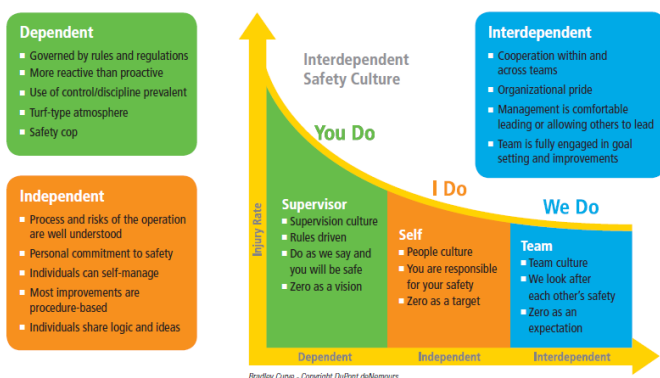 Dependent
Governed by rules and regulations
More reactive than proactive
Use of control/discipline prevalent
Turf-type atmosphere
Safety cop
Independent
Process and risks of the operation
are well understood
Personal commitment to safety
Individuals can self-manage
Most improvements are
procedure-based
Individuals share logic and ideas
Interdependent
Safety Culture
You Do
I Do
We Do
Interdependent
Cooperation within and
across teams
Organizational pride
Management is comfortable
leading or allowing others to lead
Team is fully engaged in goal
setting and improvements
Injury Rate
Supervisor
Supervision culture
Rules driven
Do as we say and
you will be safe
Zero as a vision
Self
People culture
You are responsible
for your safety
Zero as a target
Team
Team culture
We look after
each other's safety
Zero as an
expectation
Dependent
Independent
Interdependent
Bradley Curve - Copyright DuPont deNemours